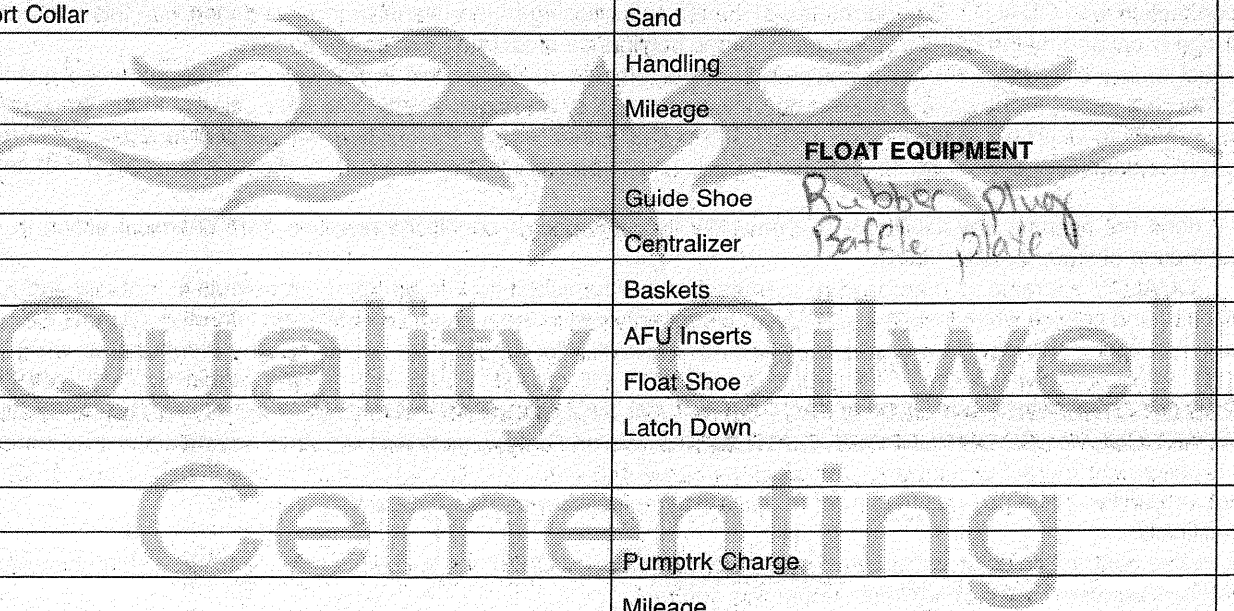 ort Collar
Sand
Handling
Mileage
FLOAT EQUIPMENT
Guide Shoe Rubber plug
Centralizer Baffle plate
Baskets
AFU Inserts
Float Shoe
Latch Down
Quality Oilwell
Cementing
Pumptrk Charge
Mileage